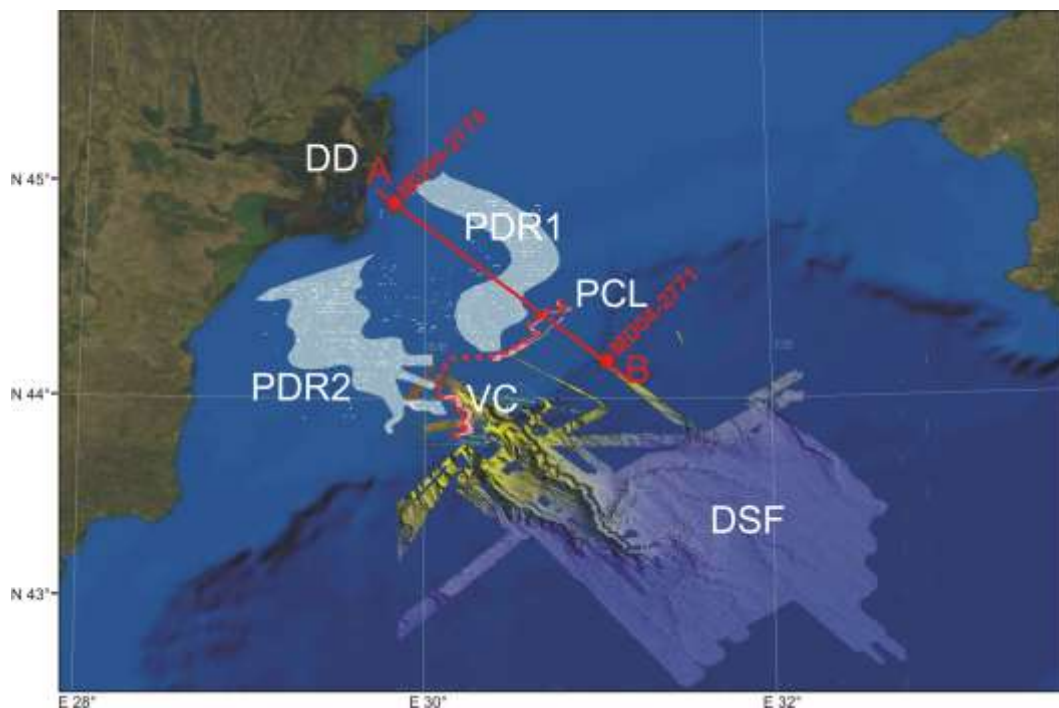 DD
A
N 45°
PDR1
PCL
B
N 44°
PDR2
VC
DSF
N 43°
E 28°
E 30°
E 32°